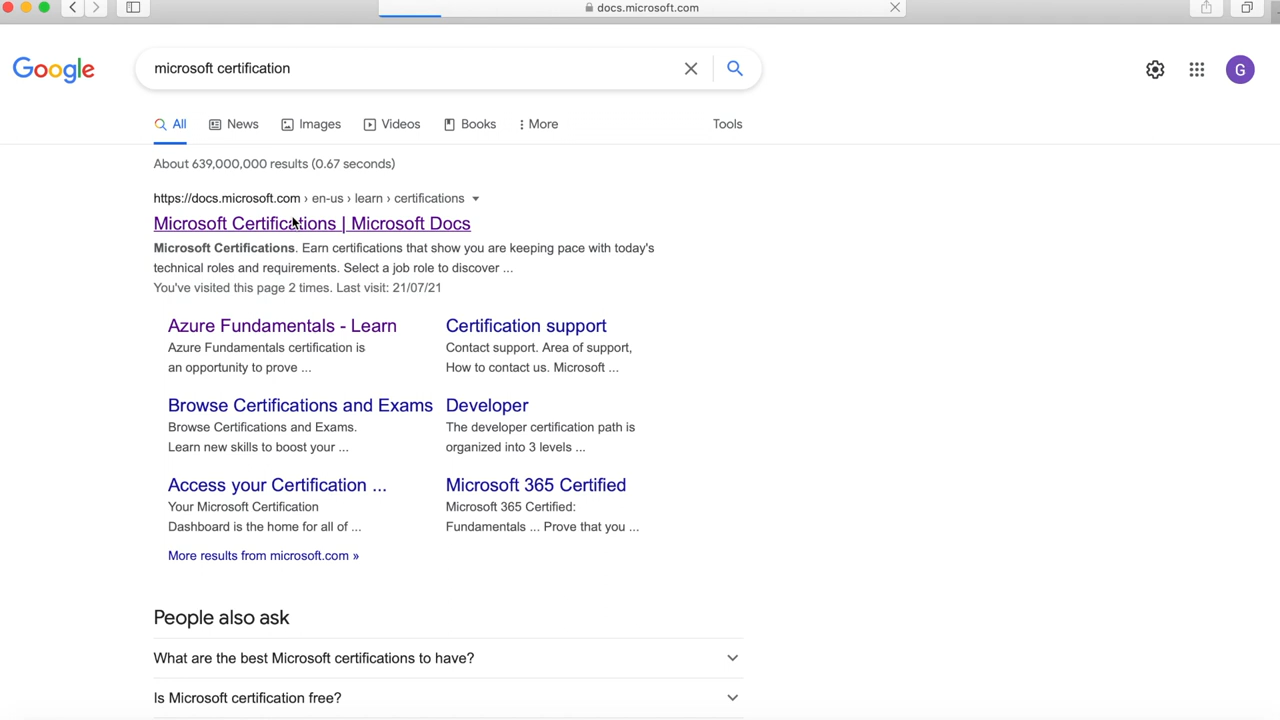 docs.microsoft.com
Google
microsoft certification
G
All News Images Videos Books More Tools
About 639,000,000 results (0.67 seconds)
https://docs.microsoft.com › en-us › learn › certifications
Microsoft Certifications | Microsoft Docs
Microsoft Certifications. Earn certifications that show you are keeping pace with today's
technical roles and requirements. Select a job role to discover ...
You've visited this page 2 times. Last visit: 21/07/21
Azure Fundamentals - Learn
Azure Fundamentals certification is
an opportunity to prove ...
Certification support
Contact support. Area of support,
How to contact us. Microsoft ...
Browse Certifications and Exams
Browse Certifications and Exams.
Learn new skills to boost your ...
Developer
The developer certification path is
organized into 3 levels ...
Access your Certification ...
Your Microsoft Certification
Dashboard is the home for all of ...
Microsoft 365 Certified
Microsoft 365 Certified:
Fundamentals ... Prove that you ...
More results from microsoft.com »
People also ask
What are the best Microsoft certifications to have?
Is Microsoft certification free?